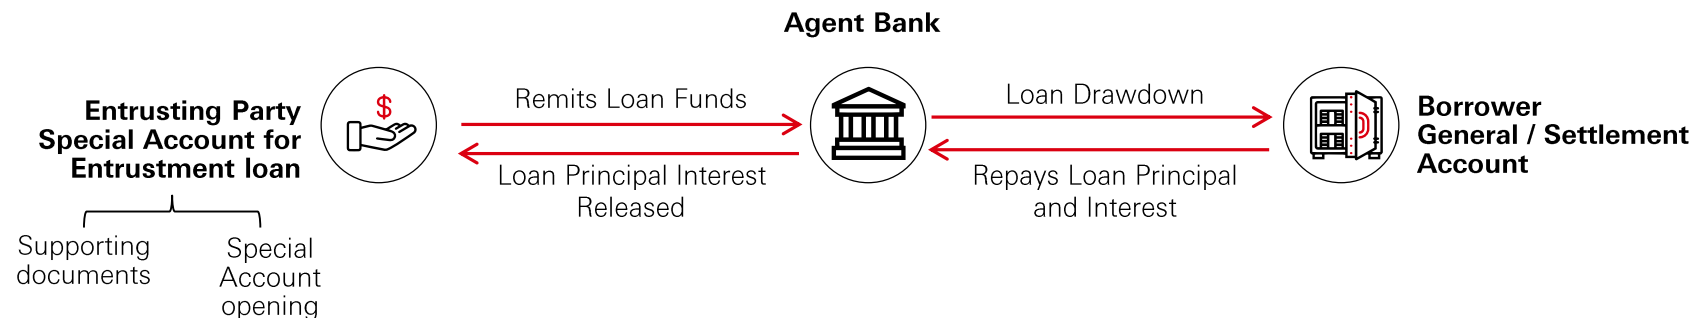 Agent Bank
Entrusting Party
Special Account for
Entrustment loan
$
Remits Loan Funds
Loan Principal Interest
Released
Loan Drawdown
Repays Loan Principal
and Interest
Borrower
General / Settlement
Account
Supporting
documents
Special
Account
opening